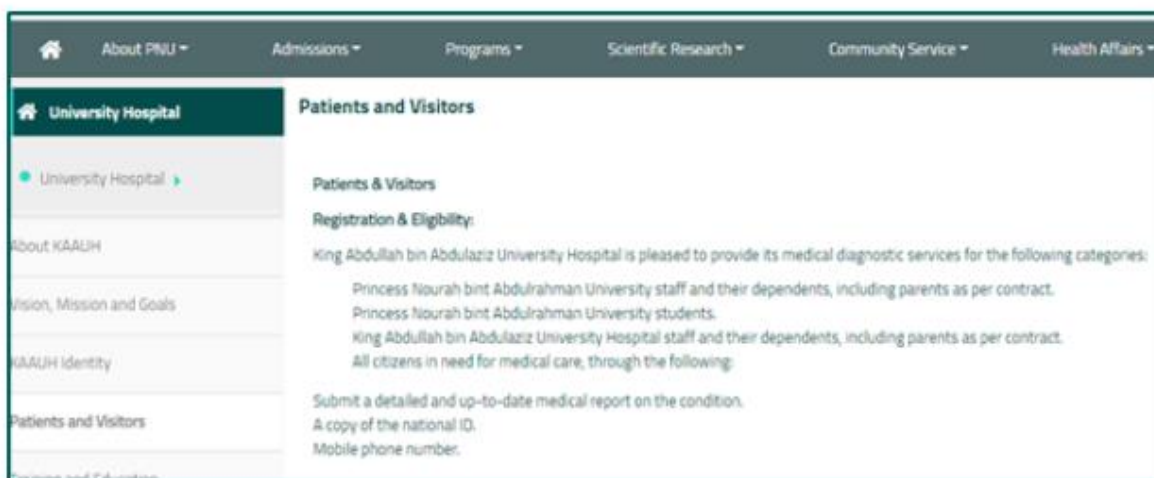 About PNU Admissions Programs Scientific Research Community Service Health Affairs
University Hospital
University Hospital
About KAAUH
Vision, Mission and Goals
KAAUH Identity
Patients and Visitors
Training and Education
Patients and Visitors
Patients & Visitors
Registration & Eligibility:
King Abdullah bin Abdulaziz University Hospital is pleased to provide its medical diagnostic services for the following categories:
Princess Nourah bint Abdulrahman University staff and their dependents, including parents as per contract.
Princess Nourah bint Abdulrahman University students.
King Abdullah bin Abdulaziz University Hospital staff and their dependents, including parents as per contract.
All citizens in need for medical care, through the following:
Submit a detailed and up-to-date medical report on the condition.
A copy of the national ID.
Mobile phone number.